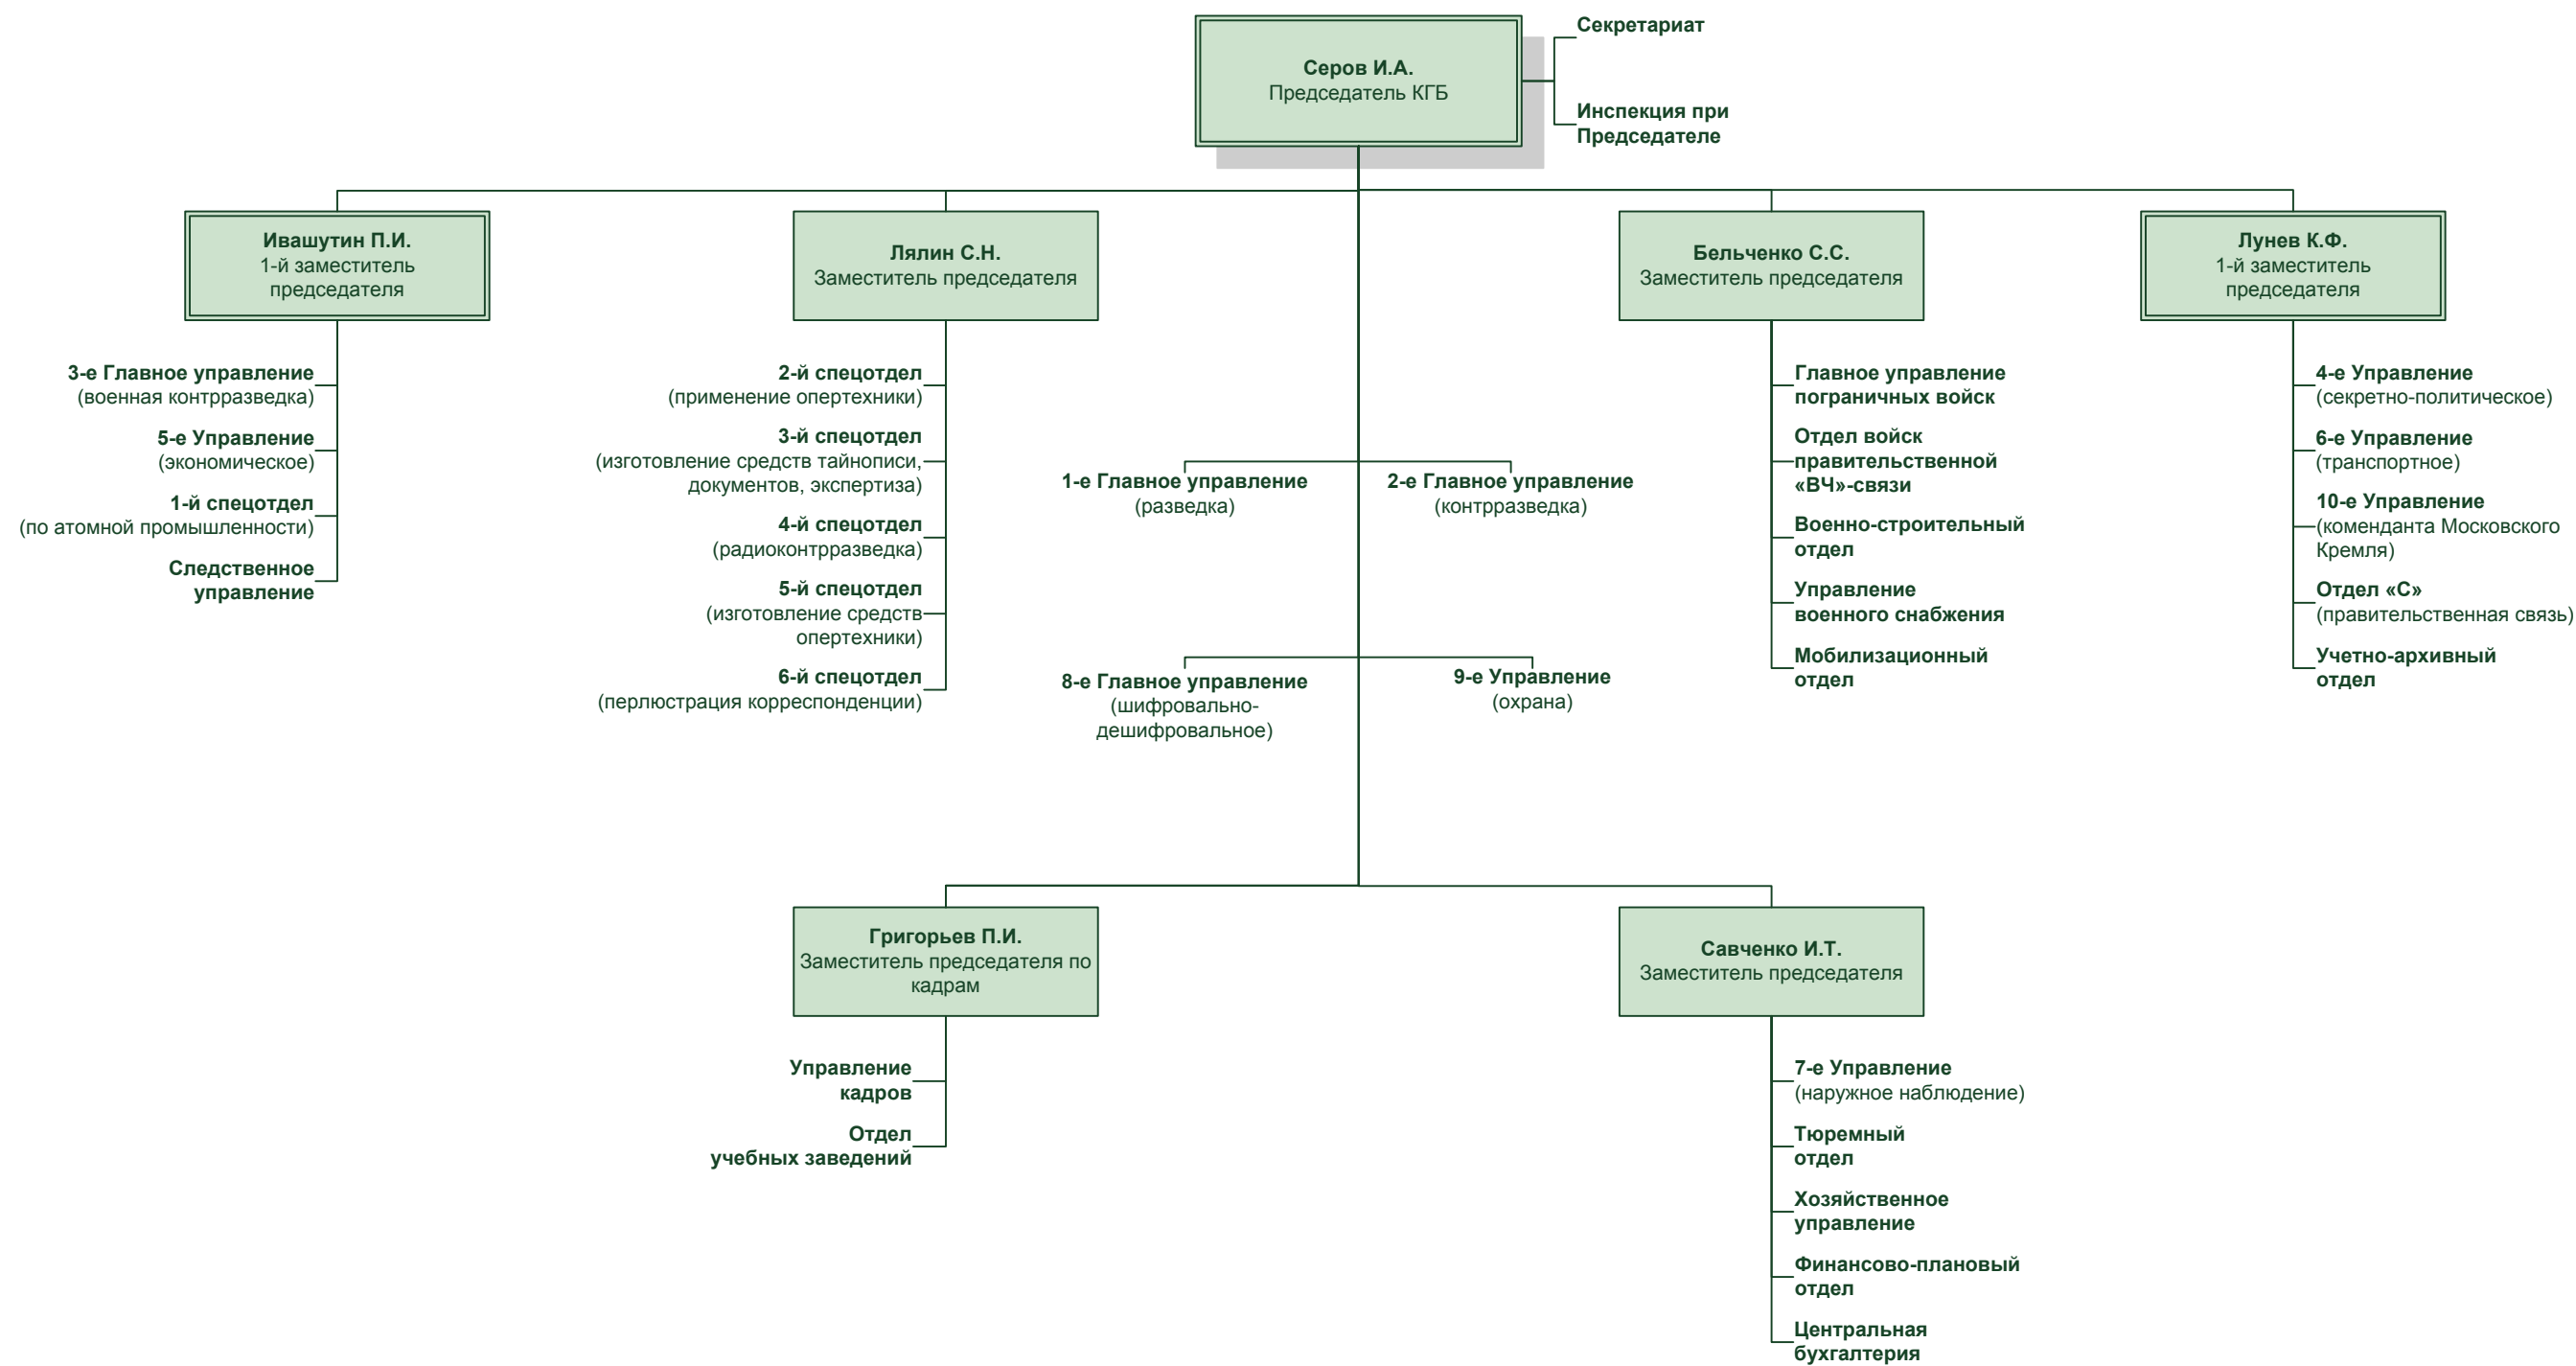 Серов И.А.
Председатель КГБ
Секретариат
Инспекция при
Председателе
Ивашутин П.И.
1-й заместитель
председателя
3-е Главное управление
(военная контрразведка)
5-е Управление
(экономическое)
1-й спецотдел
(по атомной промышленности)
Следственное
управление
Лялин С.Н.
Заместитель председателя
2-й спецотдел
(применение опертехники)
3-й спецотдел
(изготовление средств тайнописи,
документов, экспертиза)
4-й спецотдел
(радиоконтрразведка)
5-й спецотдел
(изготовление средств
опертехники)
6-й спецотдел
(перлюстрация корреспонденции)
1-е Главное управление
(разведка)
2-е Главное управление
(контрразведка)
8-е Главное управление
(шифровально-
дешифровальное)
9-е Управление
(охрана)
Бельченко С.С.
Заместитель председателя
Главное управление
пограничных войск
Отдел войск
правительственной
«ВЧ»-связи
Военно-строительный
отдел
Управление
военного снабжения
Мобилизационный
отдел
Лунев К.Ф.
1-й заместитель
председателя
4-е Управление
(секретно-политическое)
6-е Управление
(транспортное)
10-е Управление
(коменданта Московского
Кремля)
Отдел «С»
(правительственная связь)
Учетно-архивный
отдел
Григорьев П.И.
Заместитель председателя по
кадрам
Управление
кадров
Отдел
учебных заведений
Савченко И.Т.
Заместитель председателя
7-е Управление
(наружное наблюдение)
Тюремный
отдел
Хозяйственное
управление
Финансово-плановый
отдел
Центральная
бухгалтерия